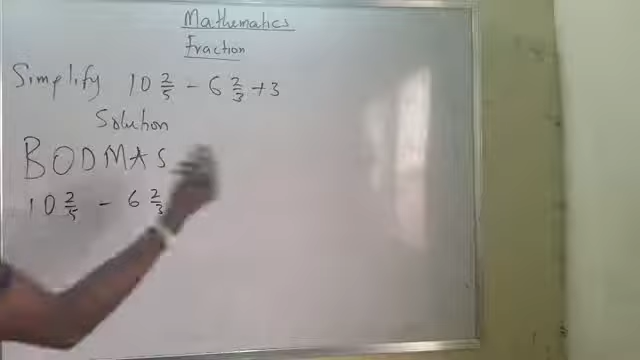 Mathematics
Fraction
Simplify 10 2/5 - 6 2/3 + 3
Solution
BODMAS
10 2/5 - 6 2/3